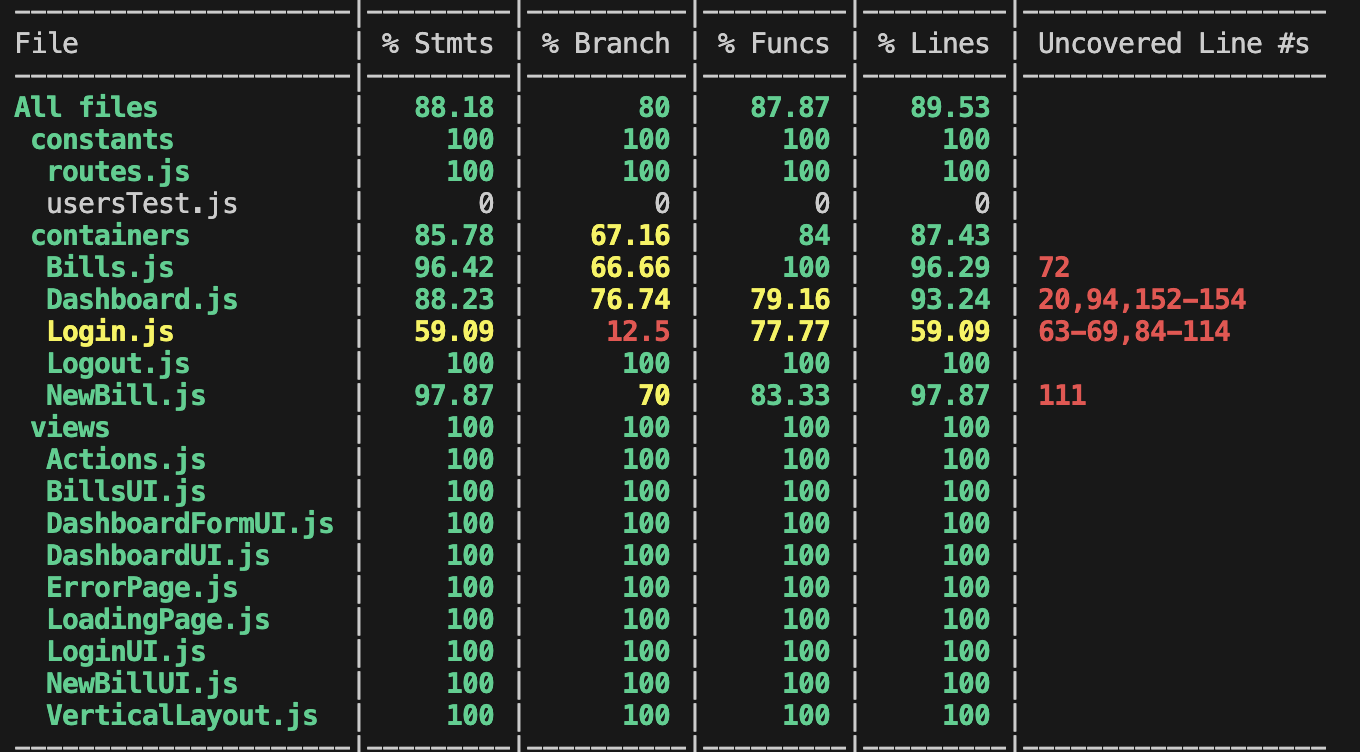 File | % Stmts | % Branch | % Funcs | % Lines | Uncovered Line #s
All files | 88.18 | 80 | 87.87 | 89.53 |
constants | 100 | 100 | 100 | 100 |
routes.js | 100 | 100 | 100 | 100 |
usersTest.js | 0 | 0 | 0 | 0 |
containers | 85.78 | 67.16 | 84 | 87.43 |
Bills.js | 96.42 | 66.66 | 100 | 96.29 | 72
Dashboard.js | 88.23 | 76.74 | 79.16 | 93.24 | 20,94,152-154
Login.js | 59.09 | 12.5 | 77.77 | 59.09 | 63-69,84-114
Logout.js | 100 | 100 | 100 | 100 |
NewBill.js | 97.87 | 70 | 83.33 | 97.87 | 111
views | 100 | 100 | 100 | 100 |
Actions.js | 100 | 100 | 100 | 100 |
BillsUI.js | 100 | 100 | 100 | 100 |
DashboardFormUI.js | 100 | 100 | 100 | 100 |
DashboardUI.js | 100 | 100 | 100 | 100 |
ErrorPage.js | 100 | 100 | 100 | 100 |
LoadingPage.js | 100 | 100 | 100 | 100 |
LoginUI.js | 100 | 100 | 100 | 100 |
NewBillUI.js | 100 | 100 | 100 | 100 |
VerticalLayout.js | 100 | 100 | 100 | 100 |